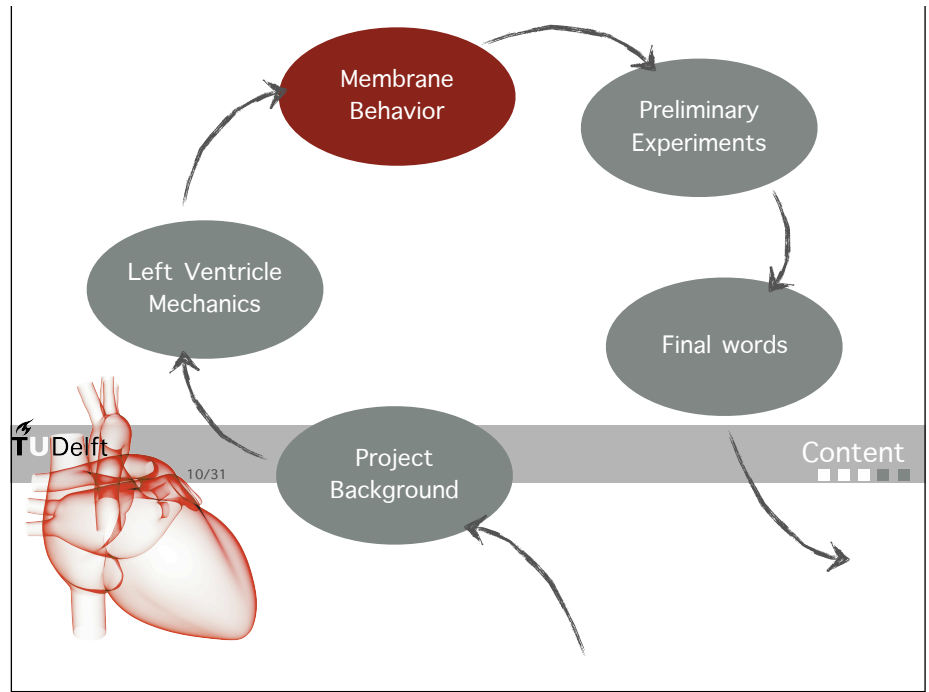 Membrane
Behavior
Preliminary
Experiments
Left Ventricle
Mechanics
Final words
TUDelft
Content
10/31
Project
Background